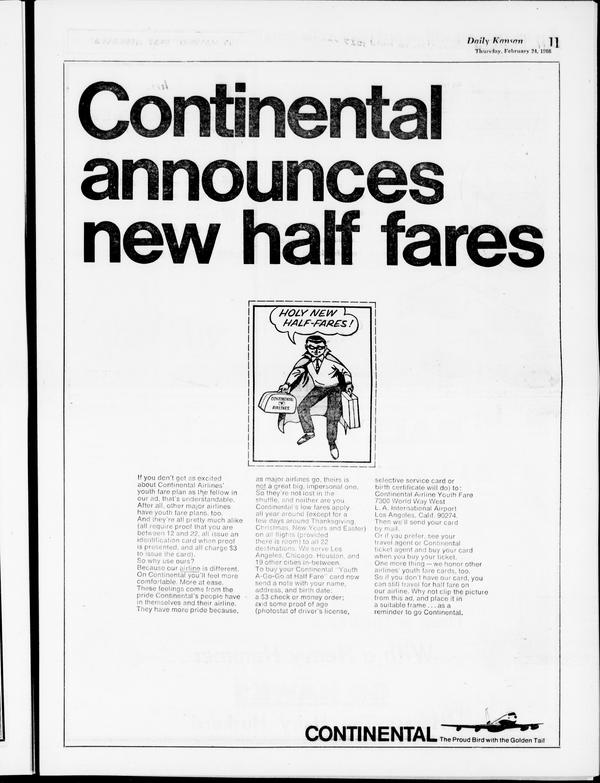 Daily Kansan 11
Thursday, February 24, 1966
Continental
announces
new half fares
HOLY NEW
HALF-FARES!
CONTINENTAL
AIRLINES
If you don't get as excited
about Continental Airlines'
youth fare plan as the fellow in
our ad, that's understandable.
After all, other major airlines
have youth fare plans, too.
And they're all pretty much alike
(all require proof that you are
between 12 and 22, all issue an
identification card when proof
is presented, and all charge $3
to issue the card).
So why use ours?
Because our airline is different.
On Continental you'll feel more
comfortable. More at ease.
These feelings come from the
pride Continental's people have
in themselves and their airline.
They have more pride because,
as major airlines go, theirs is
not a great big, impersonal one.
So they're not lost in the
shuffle, and neither are you.
Continental's low fares apply
all year around (except for a
few days around Thanksgiving,
Christmas, New Years and Easter)
on all flights (provided
there is room) to all 22
destinations. We serve Los
Angeles, Chicago, Houston, and
19 other cities in-between.
To buy your Continental "Youth
A-Go-Go at Half Fare" card now
send a note with your name,
address, and birth date;
a $3 check or money order;
and some proof of age
(photostat of driver's license,
selective service card or
birth certificate will do) to:
Continental Airline Youth Fare
7300 World Way West
L. A. International Airport
Los Angeles, Calif. 90274.
Then we'll send your card
by mail.
Or if you prefer, see your
travel agent or Continental
ticket agent and buy your card
when you buy your ticket.
One more thing—we honor other
airlines' youth fare cards, too.
So if you don't have our card, you
can still travel for half fare on
our airline. Why not clip the picture
from this ad, and place it in
a suitable frame...as a
reminder to go Continental.
CONTINENTAL
The Proud Bird with the Golden Tail